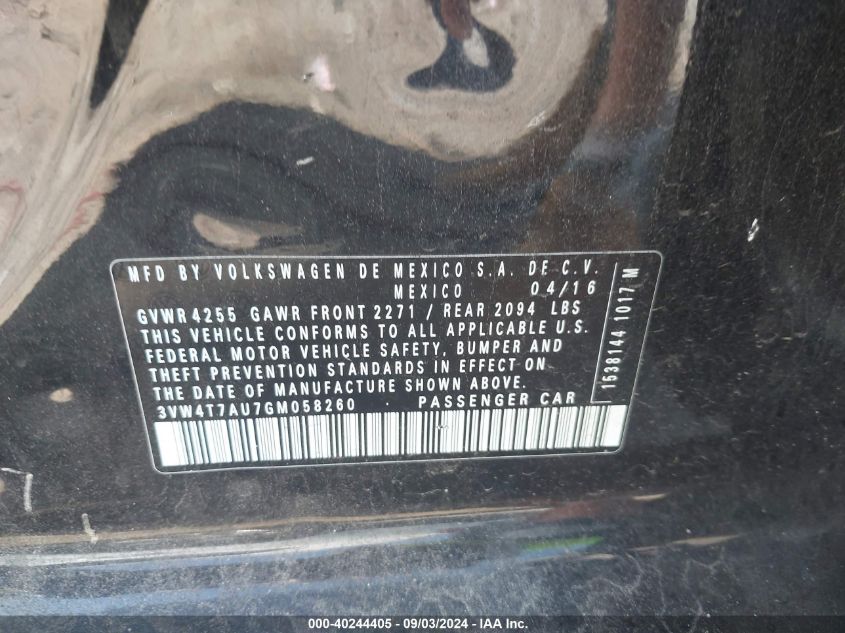 MFD BY VOLKSWAGEN DE MEXICO S.A. DE C.V.
MEXICO 04/16
GVWR 4255 GAWR FRONT 2271 / REAR 2094 LBS
THIS VEHICLE CONFORMS TO ALL APPLICABLE U.S.
FEDERAL MOTOR VEHICLE SAFETY, BUMPER AND
THEFT PREVENTION STANDARDS IN EFFECT ON
THE DATE OF MANUFACTURE SHOWN ABOVE.
3VW4T7AU7GM058260 PASSENGER CAR
1538144 1017 M
000-40244405 - 09/03/2024 - IAA Inc.